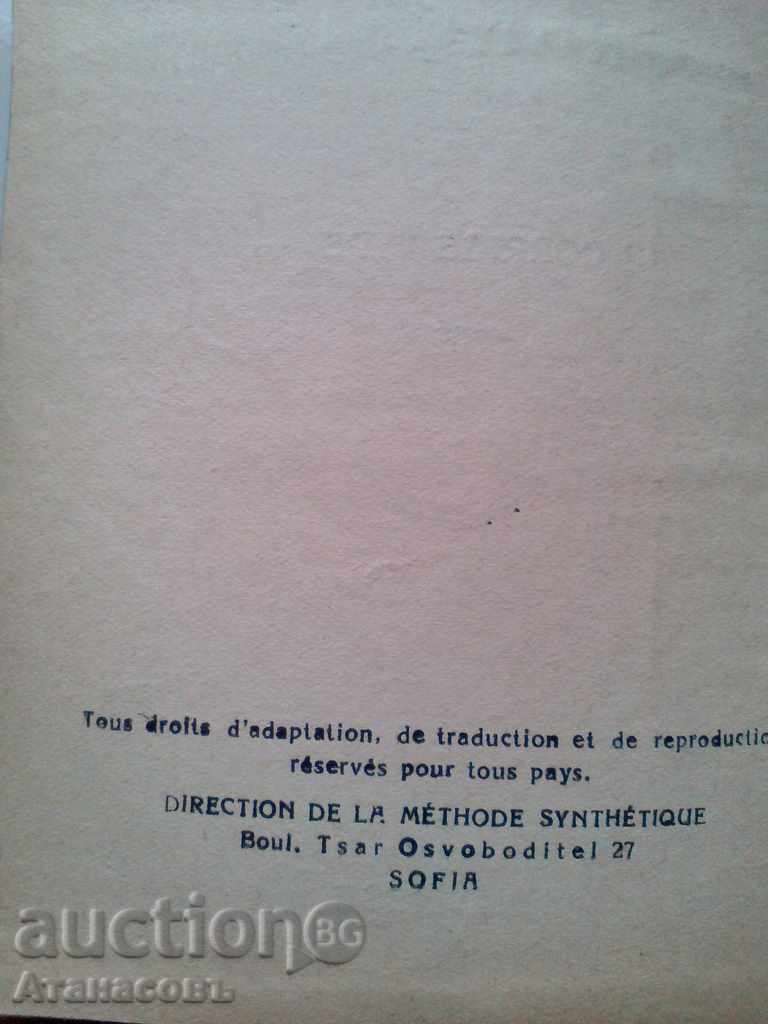 Tous droits d'adaptation, de traduction et de reproductio
réservés pour tous pays.
DIRECTION DE LA MÉTHODE SYNTHÉTIQUE
Boul. Tsar Osvoboditel 27
SOFIA
auction BG
Атанасовъ